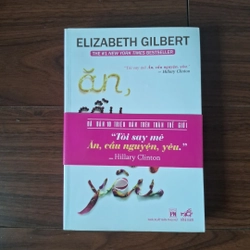 ELIZABETH GILBERT
THE #1 NEW YORK TIMES BESTSELLER
Hillary Clinton
ăn,
cầu
“Tôi say mê
Ăn, cầu nguyện, yêu.”
— Hillary Clinton
yêu